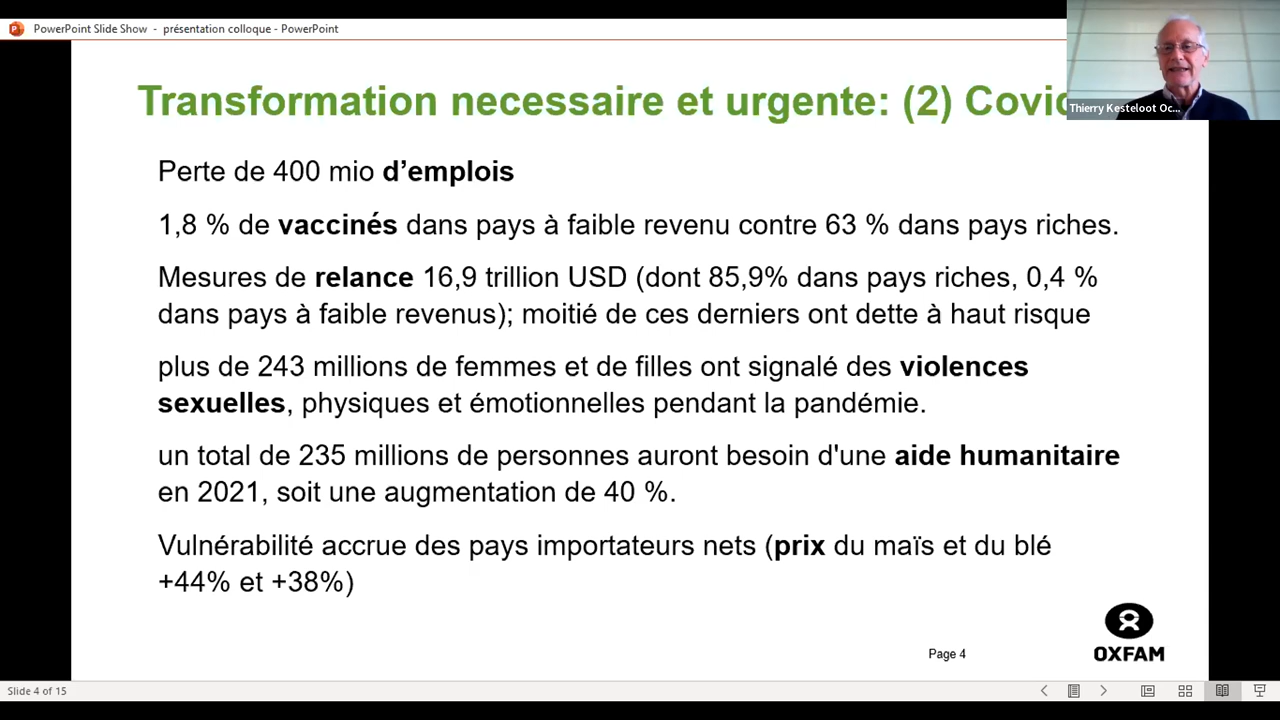 PowerPoint Slide Show - présentation colloque - PowerPoint
Transformation necessaire et urgente: (2) Covid
Thierry Kesteloot Oc...
Perte de 400 mio d’emplois
1,8 % de vaccinés dans pays à faible revenu contre 63 % dans pays riches.
Mesures de relance 16,9 trillion USD (dont 85,9% dans pays riches, 0,4 %
dans pays à faible revenus); moitié de ces derniers ont dette à haut risque
plus de 243 millions de femmes et de filles ont signalé des violences
sexuelles, physiques et émotionnelles pendant la pandémie.
un total de 235 millions de personnes auront besoin d'une aide humanitaire
en 2021, soit une augmentation de 40 %.
Vulnérabilité accrue des pays importateurs nets (prix du maïs et du blé
+44% et +38%)
Page 4
OXFAM
Slide 4 of 15